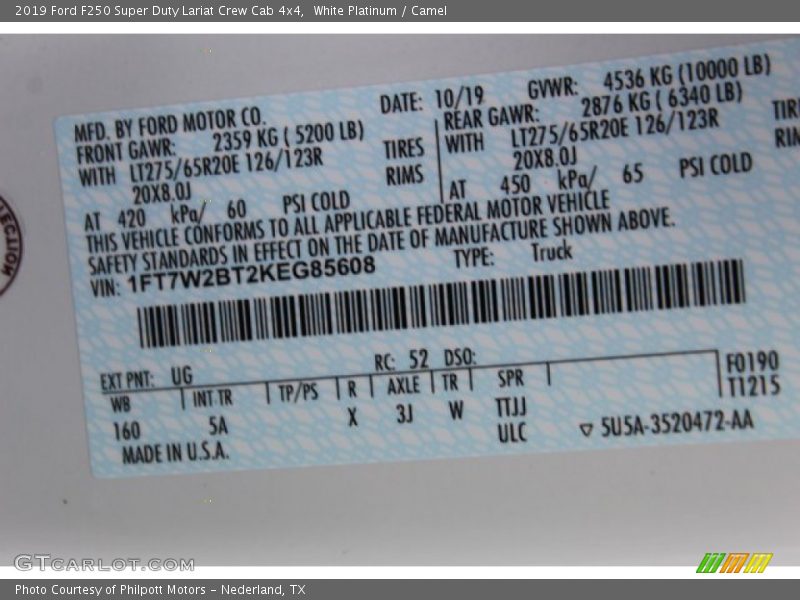 2019 Ford F250 Super Duty Lariat Crew Cab 4x4, White Platinum / Camel
MFD. BY FORD MOTOR CO.
DATE: 10/19
GVWR: 4536 KG (10000 LB)
FRONT GAWR: 2359 KG ( 5200 LB)
REAR GAWR: 2876 KG ( 6340 LB)
WITH LT275/65R20E 126/123R TIRES
WITH LT275/65R20E 126/123R
20X8.0J RIMS
20X8.0J
AT 420 kPa/ 60 PSI COLD
AT 450 kPa/ 65 PSI COLD
THIS VEHICLE CONFORMS TO ALL APPLICABLE FEDERAL MOTOR VEHICLE
SAFETY STANDARDS IN EFFECT ON THE DATE OF MANUFACTURE SHOWN ABOVE.
VIN: 1FT7W2BT2KEG85608
TYPE: Truck
EXT PNT: UG RC: 52 DSO:
WB INT TR TP/PS R AXLE TR SPR F0190
T1215
160 5A X 3J W TTJJ
ULC 5U5A-3520472-AA
MADE IN U.S.A.
GTCARLOT.COM
Photo Courtesy of Philpott Motors - Nederland, TX